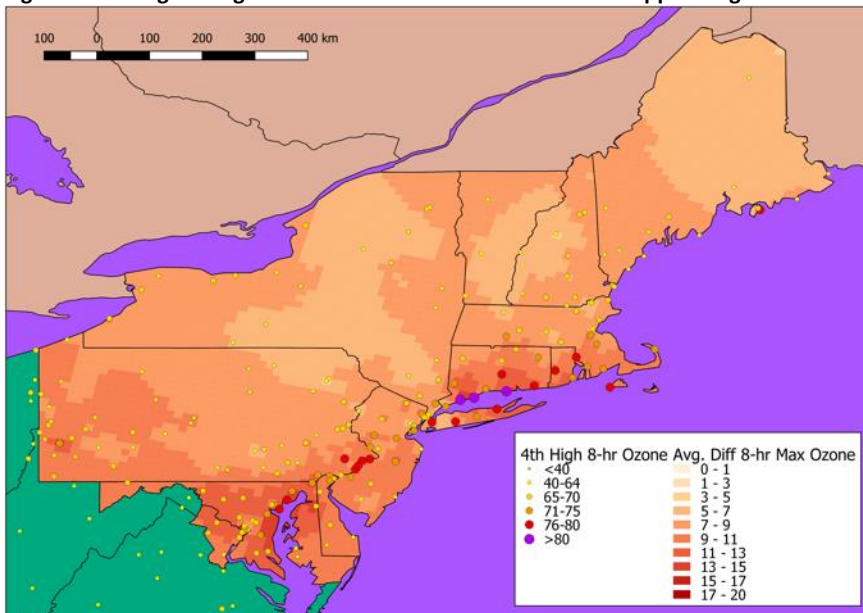 100 0 100 200 300 400 km
4th High 8-hr Ozone
<40
40-64
65-70
71-75
76-80
>80
Avg. Diff 8-hr Max Ozone
0 - 1
1 - 3
3 - 5
5 - 7
7 - 9
9 - 11
11 - 13
13 - 15
15 - 17
17 - 20